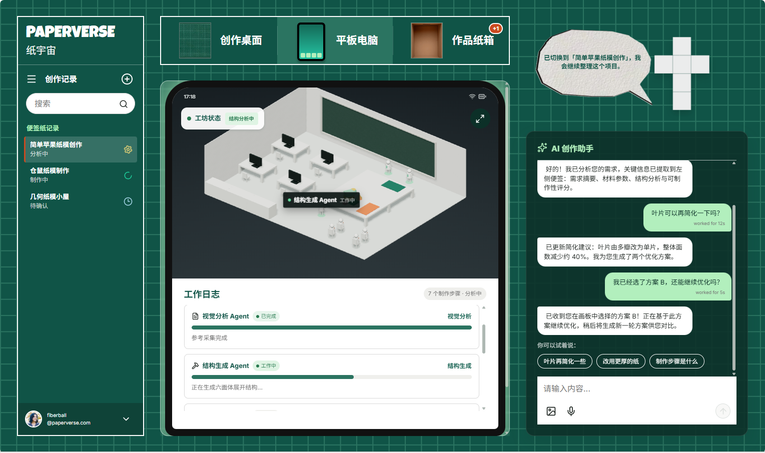 PAPERVERSE
纸宇宙
创作记录
搜索
便签纸记录
简单苹果纸模创作
分析中
仓鼠纸模制作
制作中
几何纸模小屋
待确认
fiberball
@paperverse.com
创作桌面
平板电脑
作品纸箱
+1
17:18
工坊状态
结构分析中
结构生成 Agent 工作中
工作日志
7 个制作步骤 · 分析中
视觉分析 Agent
已完成
视觉分析
参考采集完成
结构生成 Agent
工作中
结构生成
正在生成六面体展开结构...
已切换到「简单苹果纸模创作」，我
会继续整理这个项目。
AI 创作助手
好的！我已分析您的需求，关键信息已提取到左
侧便签：需求摘要、材料参数、结构分析与可制
作性评分。
叶片可以再简化一下吗？
worked for 12s
已更新简化建议：叶片由多瓣改为单片，整体面
数减少约 40%。我为您生成了两个优化方案。
我已经选了方案 B，还能继续优化吗？
worked for 5s
已收到您在画板中选择的方案 B！正在基于此方
案继续优化，稍后将生成新一轮方案供您对比。
你可以试着说：
叶片再简化一些
改用更厚的纸
制作步骤是什么
请输入内容...